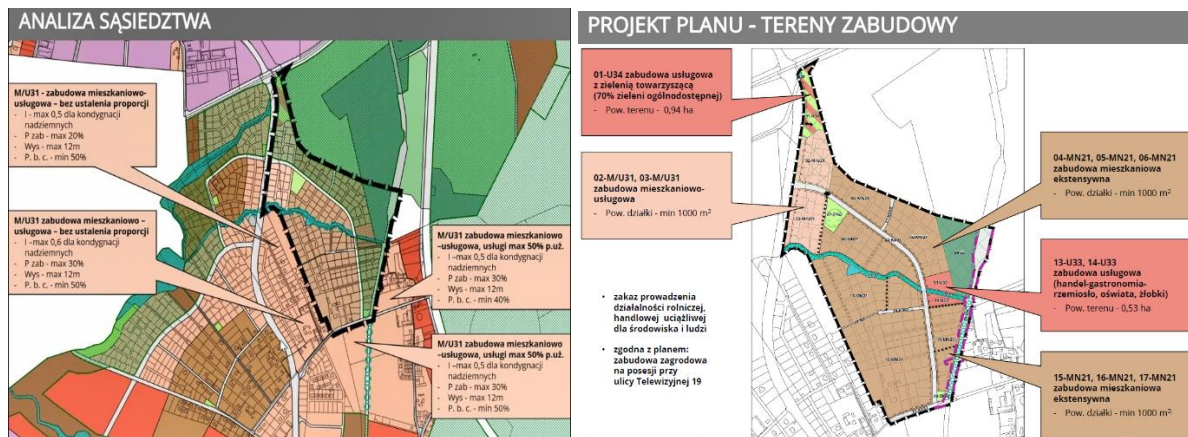 ANALIZA SĄSIEDZTWA
M/U31 - zabudowa mieszkaniowo-
usługowa – bez ustalenia proporcji
- I - max 0,5 dla kondygnacji
nadziemnych
- P zab - max 20%
- Wys - max 12m
- P. b. c. - min 50%
M/U31 zabudowa mieszkaniowo –
usługowa – bez ustalenia proporcji
- I –max 0,6 dla kondygnacji
nadziemnych
- P zab - max 30%
- Wys - max 12m
- P. b. c. - min 50%
M/U31 zabudowa mieszkaniowo
–usługowa, usługi max 50% p.uż.
- I –max 0,5 dla kondygnacji
nadziemnych
- P zab - max 30%
- Wys - max 12m
- P. b. c. - min 40%
M/U31 zabudowa mieszkaniowo
–usługowa, usługi max 50% p.uż.
- I –max 0,5 dla kondygnacji
nadziemnych
- P zab - max 30%
- Wys - max 12m
- P. b. c. - min 50%
PROJEKT PLANU - TERENY ZABUDOWY
01-U34 zabudowa usługowa
z zielenią towarzyszącą
(70% zieleni ogólnodostępnej)
- Pow. terenu - 0,94 ha
02-M/U31, 03-M/U31
zabudowa mieszkaniowo-
usługowa
- Pow. działki - min 1000 m²
• zakaz prowadzenia
działalności rolniczej,
handlowej uciążliwej
dla środowiska i ludzi
• zgodna z planem:
zabudowa zagrodowa
na posesji przy
ulicy Telewizyjnej 19
04-MN21, 05-MN21, 06-MN21
zabudowa mieszkaniowa
ekstensywna
- Pow. działki - min 1000 m²
13-U33, 14-U33
zabudowa usługowa
(handel-gastronomia-
rzemiosło, oświata, żłobki)
- Pow. terenu - 0,53 ha
15-MN21, 16-MN21, 17-MN21
zabudowa mieszkaniowa
ekstensywna
- Pow. działki - min 1000 m²